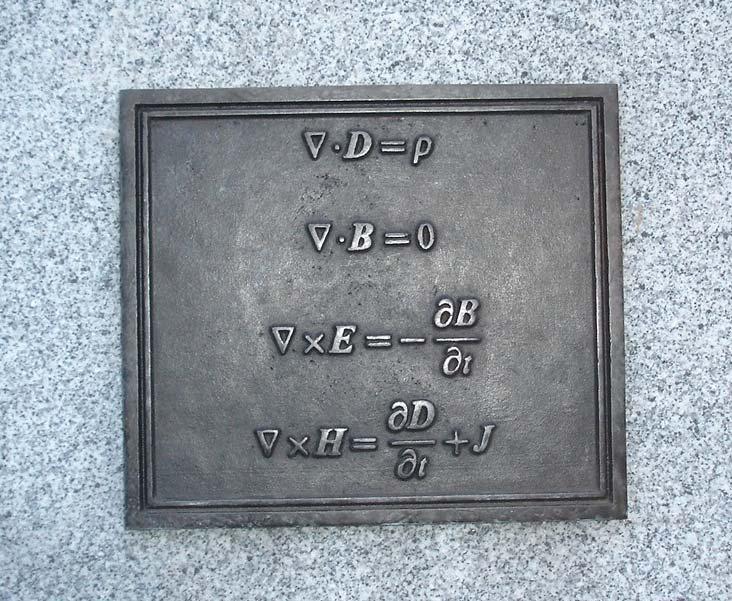 ∇·D=ρ
∇·B=0
∇×E=−∂B/∂t
∇×H=∂D/∂t+J